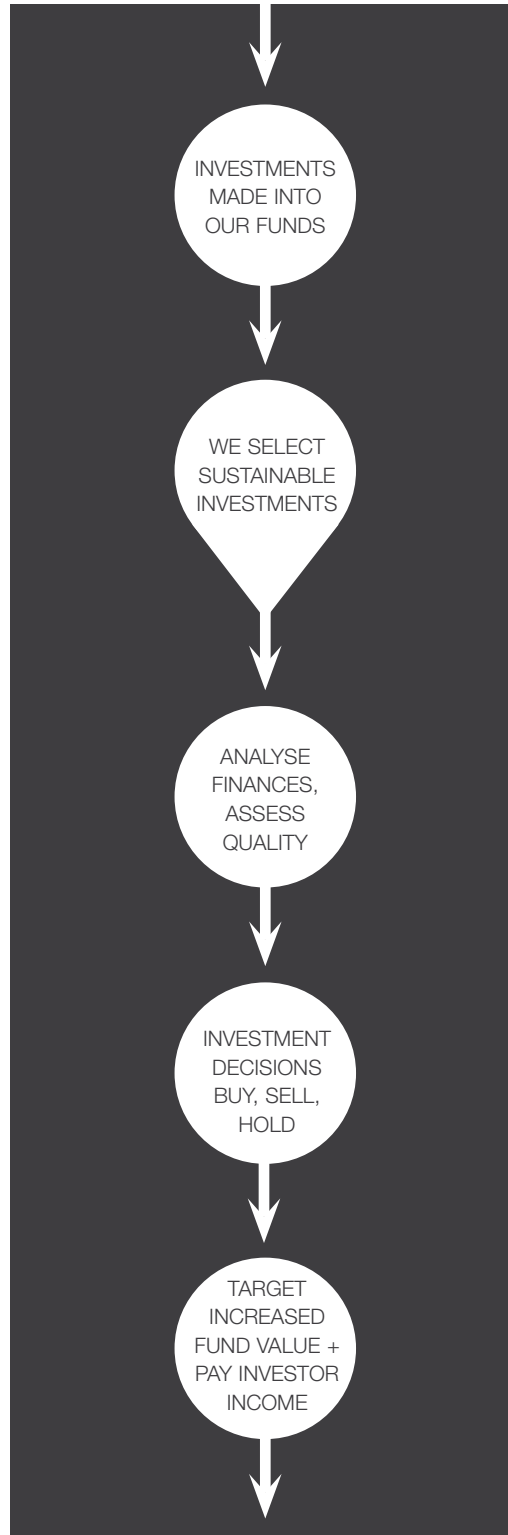 INVESTMENTS
MADE INTO
OUR FUNDS
WE SELECT
SUSTAINABLE
INVESTMENTS
ANALYSE
FINANCES,
ASSESS
QUALITY
INVESTMENT
DECISIONS
BUY, SELL,
HOLD
TARGET
INCREASED
FUND VALUE +
PAY INVESTOR
INCOME